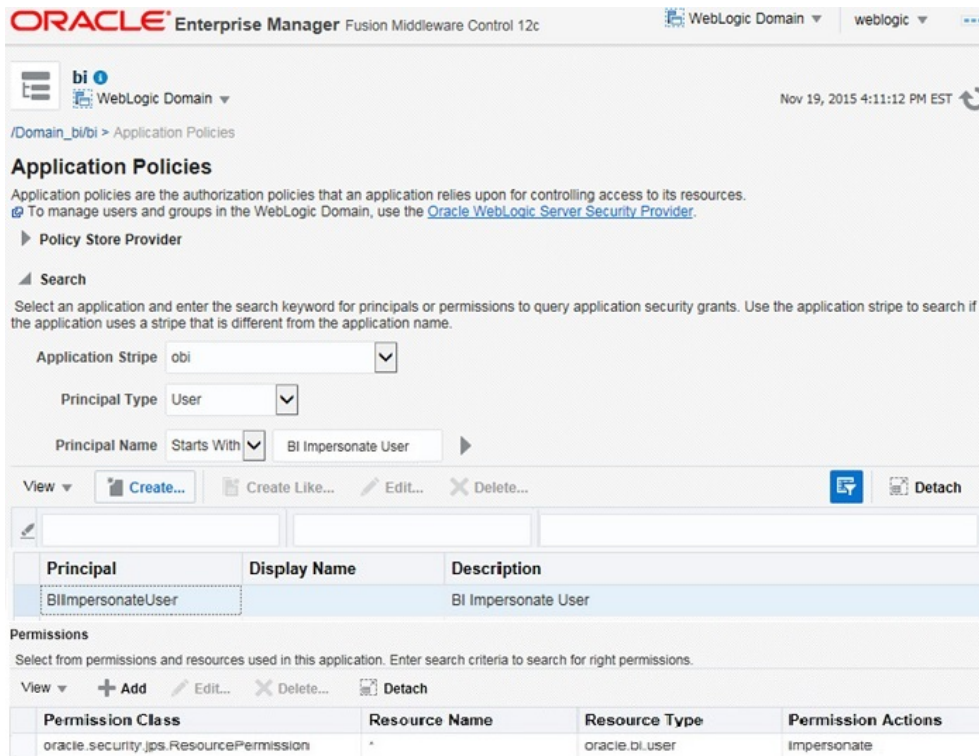 ORACLE Enterprise Manager Fusion Middleware Control 12c
WebLogic Domain
weblogic
bi
WebLogic Domain
Nov 19, 2015 4:11:12 PM EST
/Domain_bi/bi > Application Policies
Application Policies
Application policies are the authorization policies that an application relies upon for controlling access to its resources.
To manage users and groups in the WebLogic Domain, use the Oracle WebLogic Server Security Provider.
Policy Store Provider
Search
Select an application and enter the search keyword for principals or permissions to query application security grants. Use the application stripe to search if
the application uses a stripe that is different from the application name.
Application Stripe obi
Principal Type User
Principal Name Starts With BI Impersonate User
View Create... Create Like... Edit... Delete... Detach
Principal Display Name Description
BIImpersonateUser BI Impersonate User
Permissions
Select from permissions and resources used in this application. Enter search criteria to search for right permissions.
View Add Edit... Delete... Detach
Permission Class Resource Name Resource Type Permission Actions
oracle.security.jps.ResourcePermission * oracle.bi.user impersonate